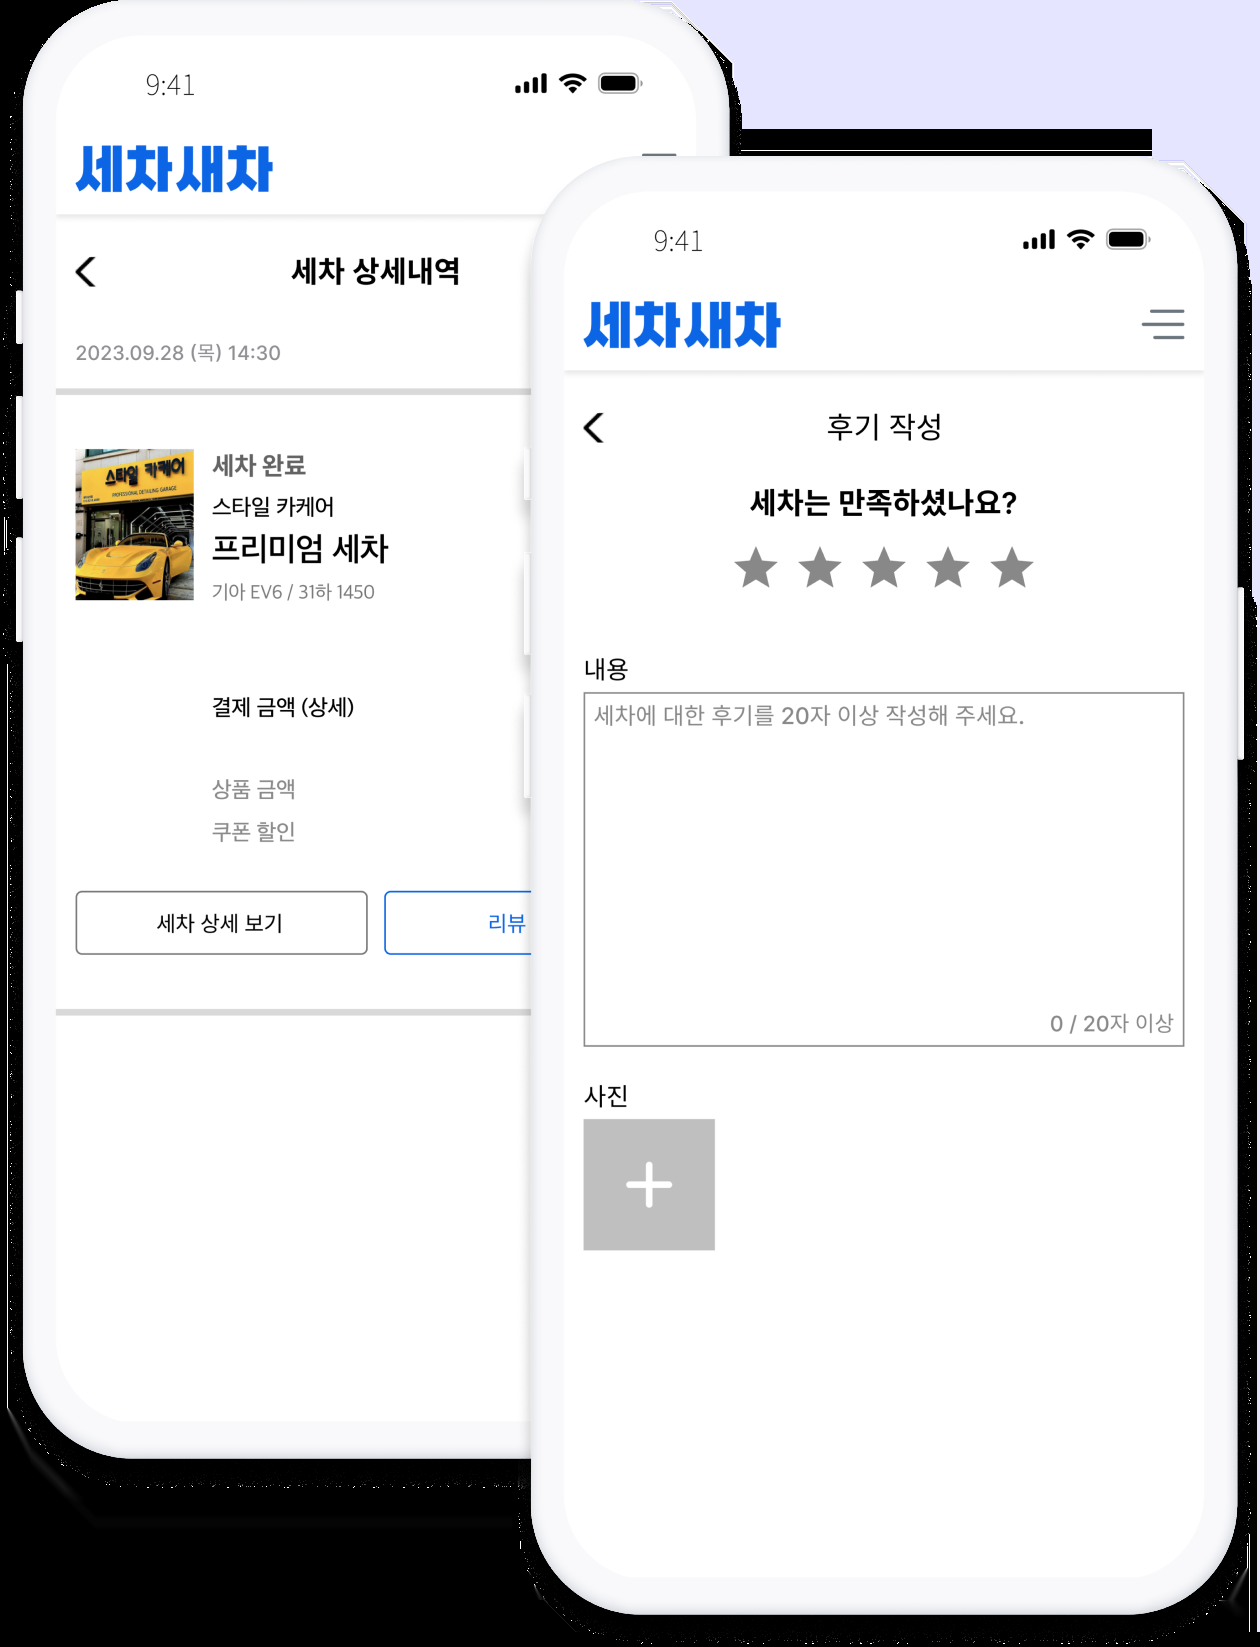 9:41
세차새차
세차 상세내역
2023.09.28 (목) 14:30
스타일 카케어
PROFESSIONAL DETAILING GARAGE
세차 완료
스타일 카케어
프리미엄 세차
기아 EV6 / 31하 1450
결제 금액 (상세)
상품 금액
쿠폰 할인
세차 상세 보기
리뷰
9:41
세차새차
후기 작성
세차는 만족하셨나요?
내용
세차에 대한 후기를 20자 이상 작성해 주세요.
0 / 20자 이상
사진